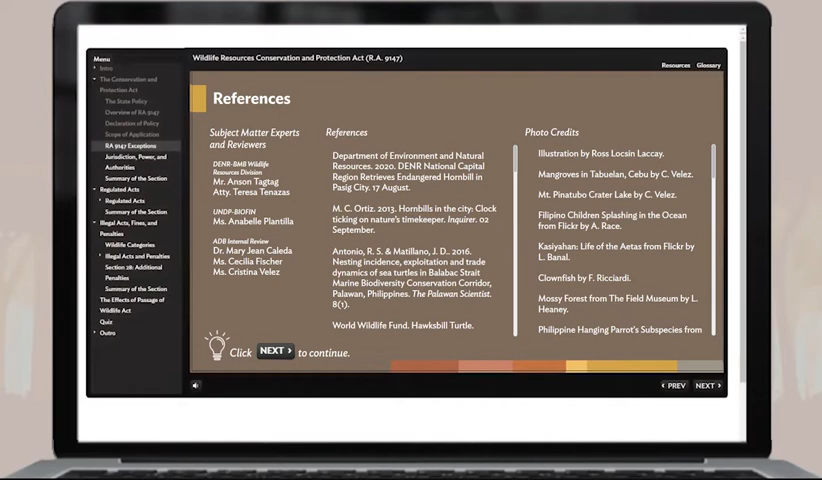 Wildlife Resources Conservation and Protection Act (R.A. 9147)
Resources
Glossary
Menu
Intro
The Conservation and
Protection Act
The State Policy
Overview of RA 9147
Declaration of Policy
Scope of Application
RA 9147 Exceptions
Jurisdiction, Power, and
Authorities
Summary of the Section
Regulated Acts
Regulated Acts
Summary of the Section
Illegal Acts, Fines, and
Penalties
Wildlife Categories
Illegal Acts and Penalties
Section 28: Additional
Penalties
Summary of the Section
The Effects of Passage of
Wildlife Act
Quiz
Outro
References
Subject Matter Experts
and Reviewers
DENR-BMB Wildlife
Resources Division
Mr. Anson Tagtag
Atty. Teresa Tenazas
UNDP-BIOFIN
Ms. Anabelle Plantilla
ADB Internal Review
Dr. Mary Jean Caleda
Ms. Cecilia Fischer
Ms. Cristina Velez
References
Department of Environment and Natural
Resources. 2020. DENR National Capital
Region Retrieves Endangered Hornbill in
Pasig City. 17 August.
M. C. Ortiz. 2013. Hornbills in the city: Clock
ticking on nature's timekeeper. Inquirer. 02
September.
Antonio, R. S. & Matillano, J. D.. 2016.
Nesting incidence, exploitation and trade
dynamics of sea turtles in Balabac Strait
Marine Biodiversity Conservation Corridor,
Palawan, Philippines. The Palawan Scientist.
8(1).
World Wildlife Fund. Hawksbill Turtle.
Photo Credits
Illustration by Ross Locsin Laccay.
Mangroves in Tabuelan, Cebu by C. Velez.
Mt. Pinatubo Crater Lake by C. Velez.
Filipino Children Splashing in the Ocean
from Flickr by A. Race.
Kasiyahan: Life of the Aetas from Flickr by
L. Banal.
Clownfish by F. Ricciardi.
Mossy Forest from The Field Museum by L.
Heaney.
Philippine Hanging Parrot's Subspecies from
Click NEXT > to continue.
< PREV
NEXT >